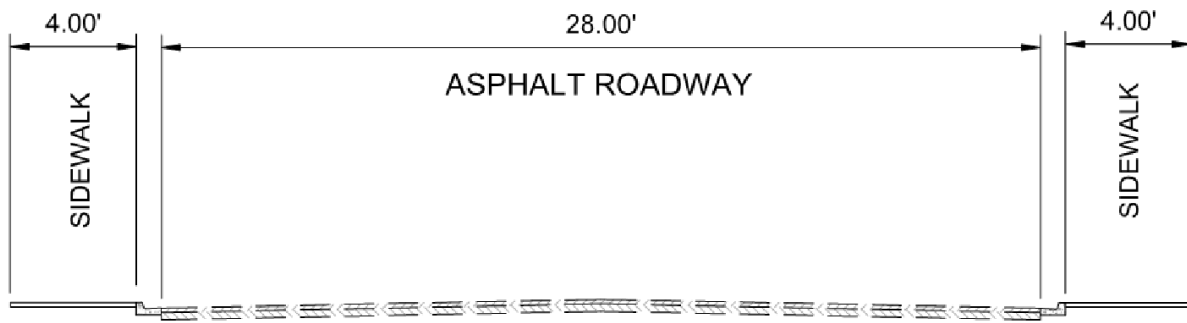 4.00'
28.00'
4.00'
ASPHALT ROADWAY
SIDEWALK
SIDEWALK